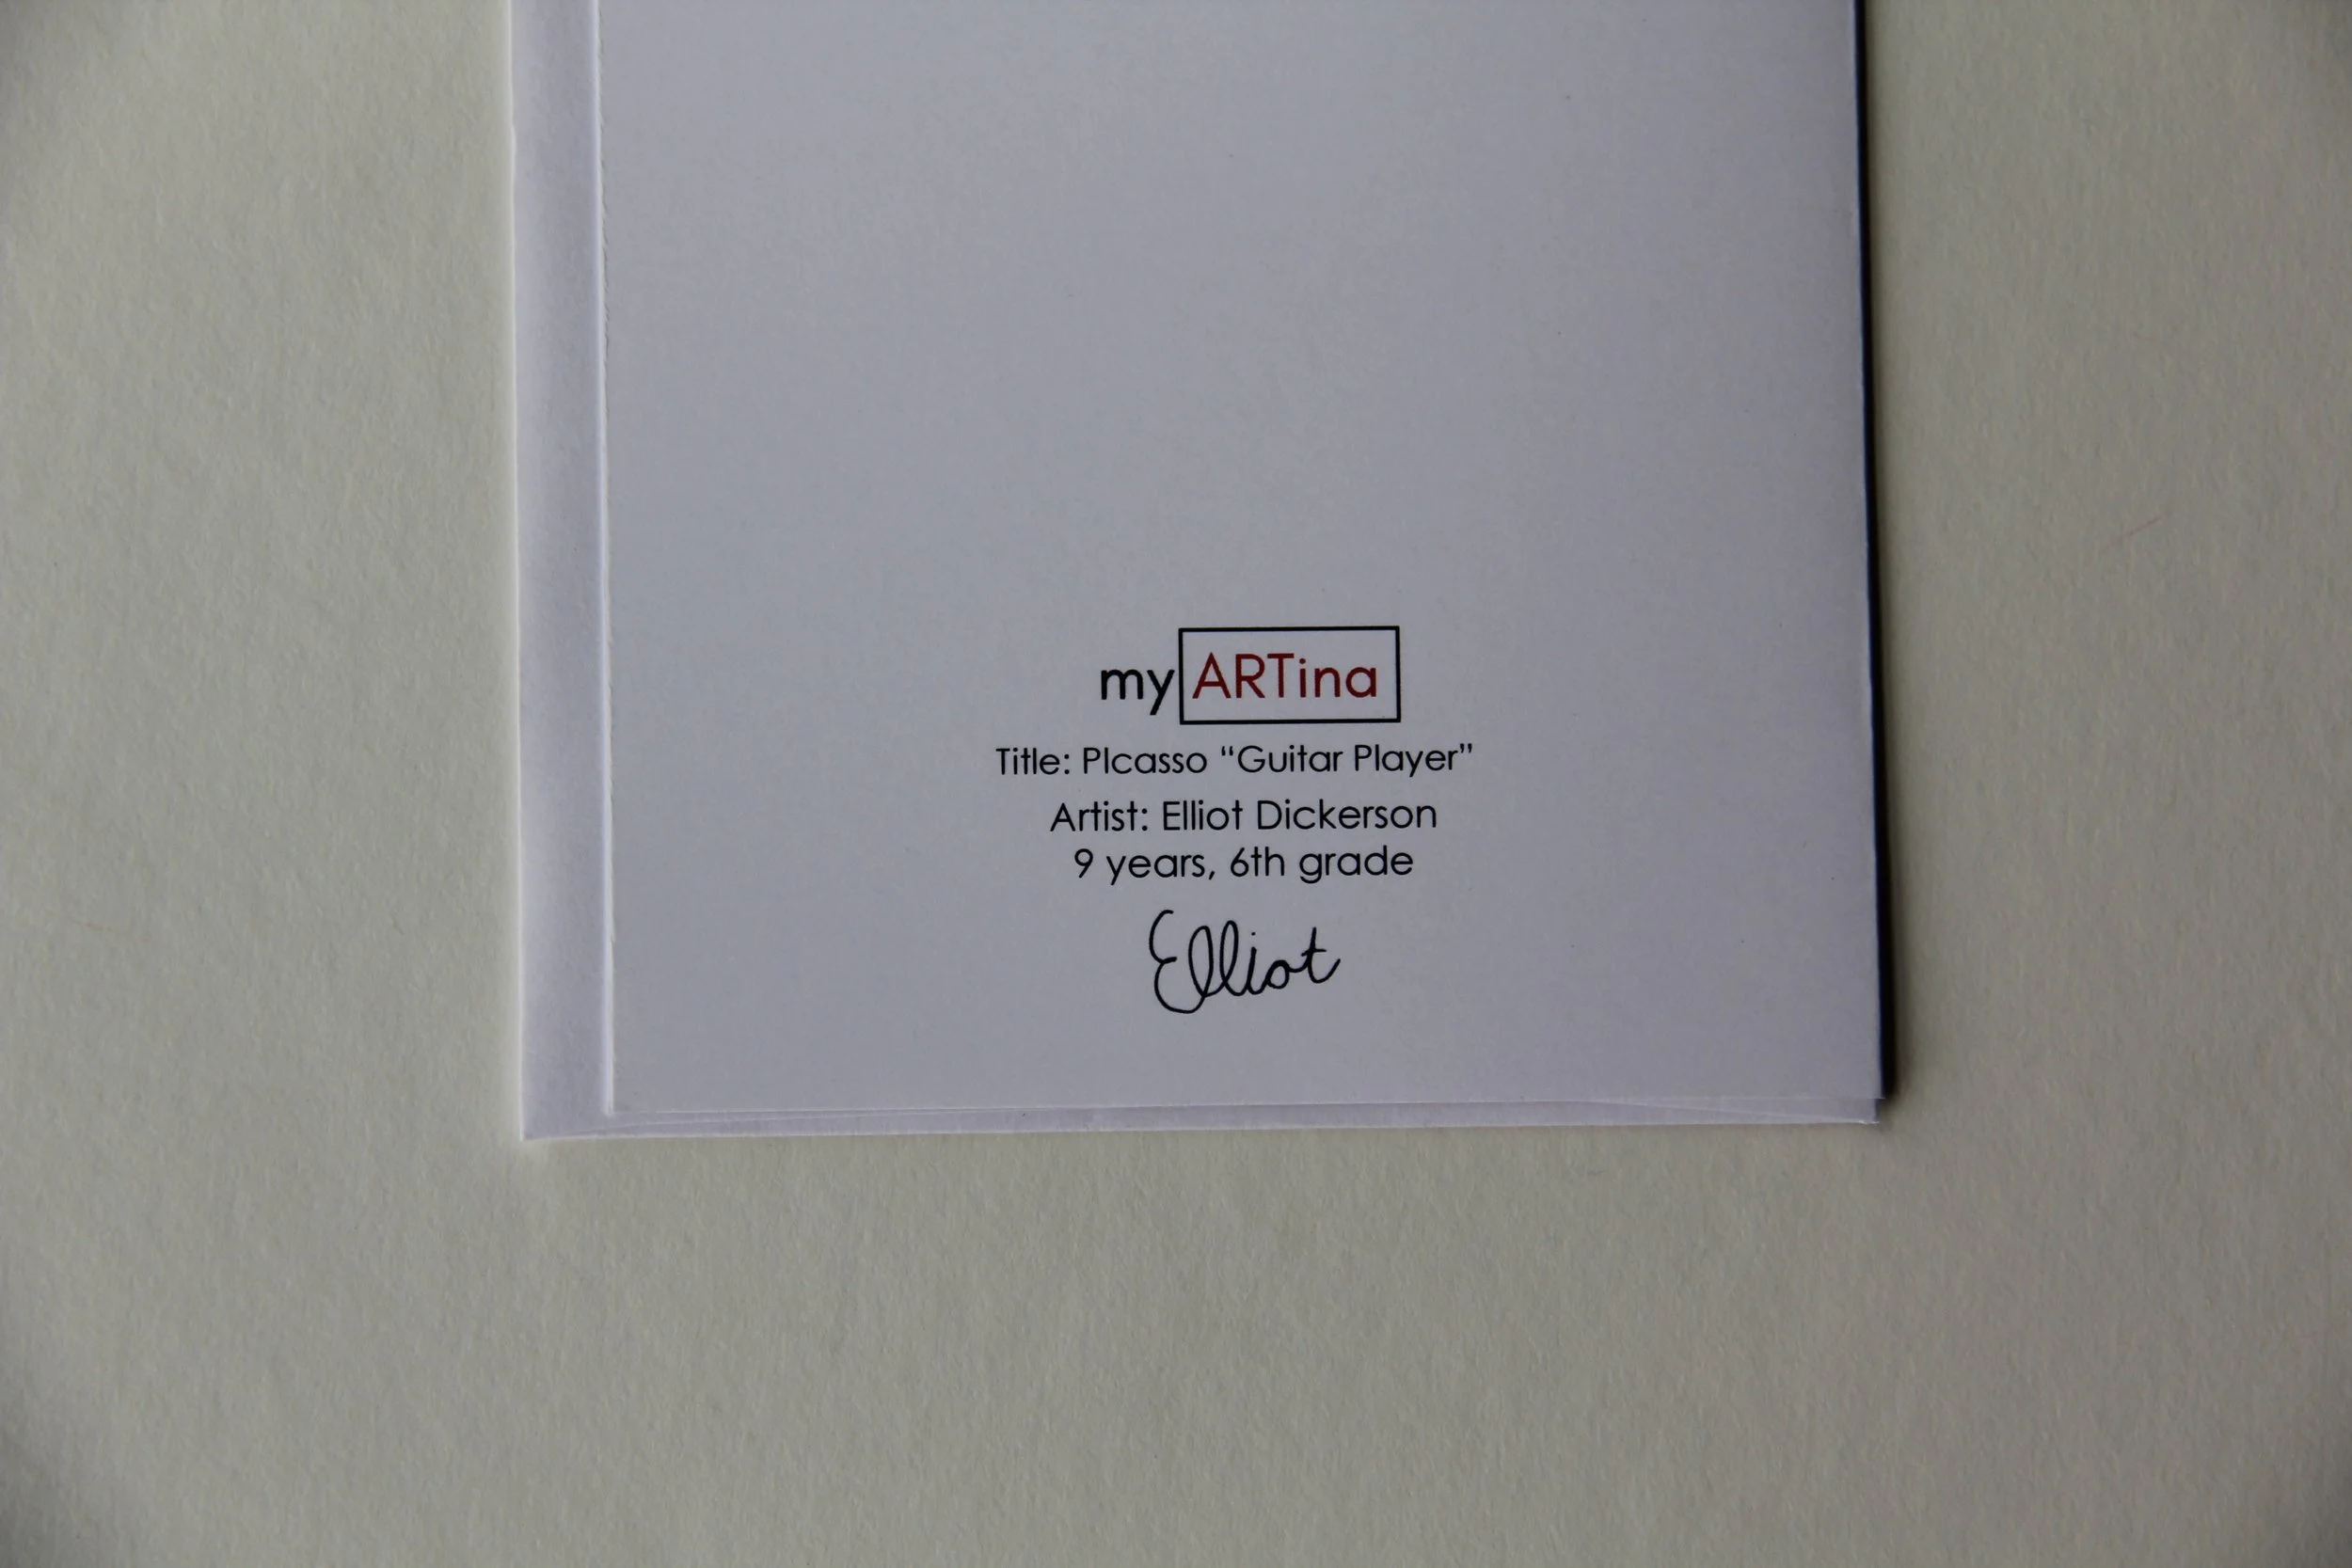 my ARTina
Title: PIcasso “Guitar Player”
Artist: Elliot Dickerson
9 years, 6th grade
Elliot